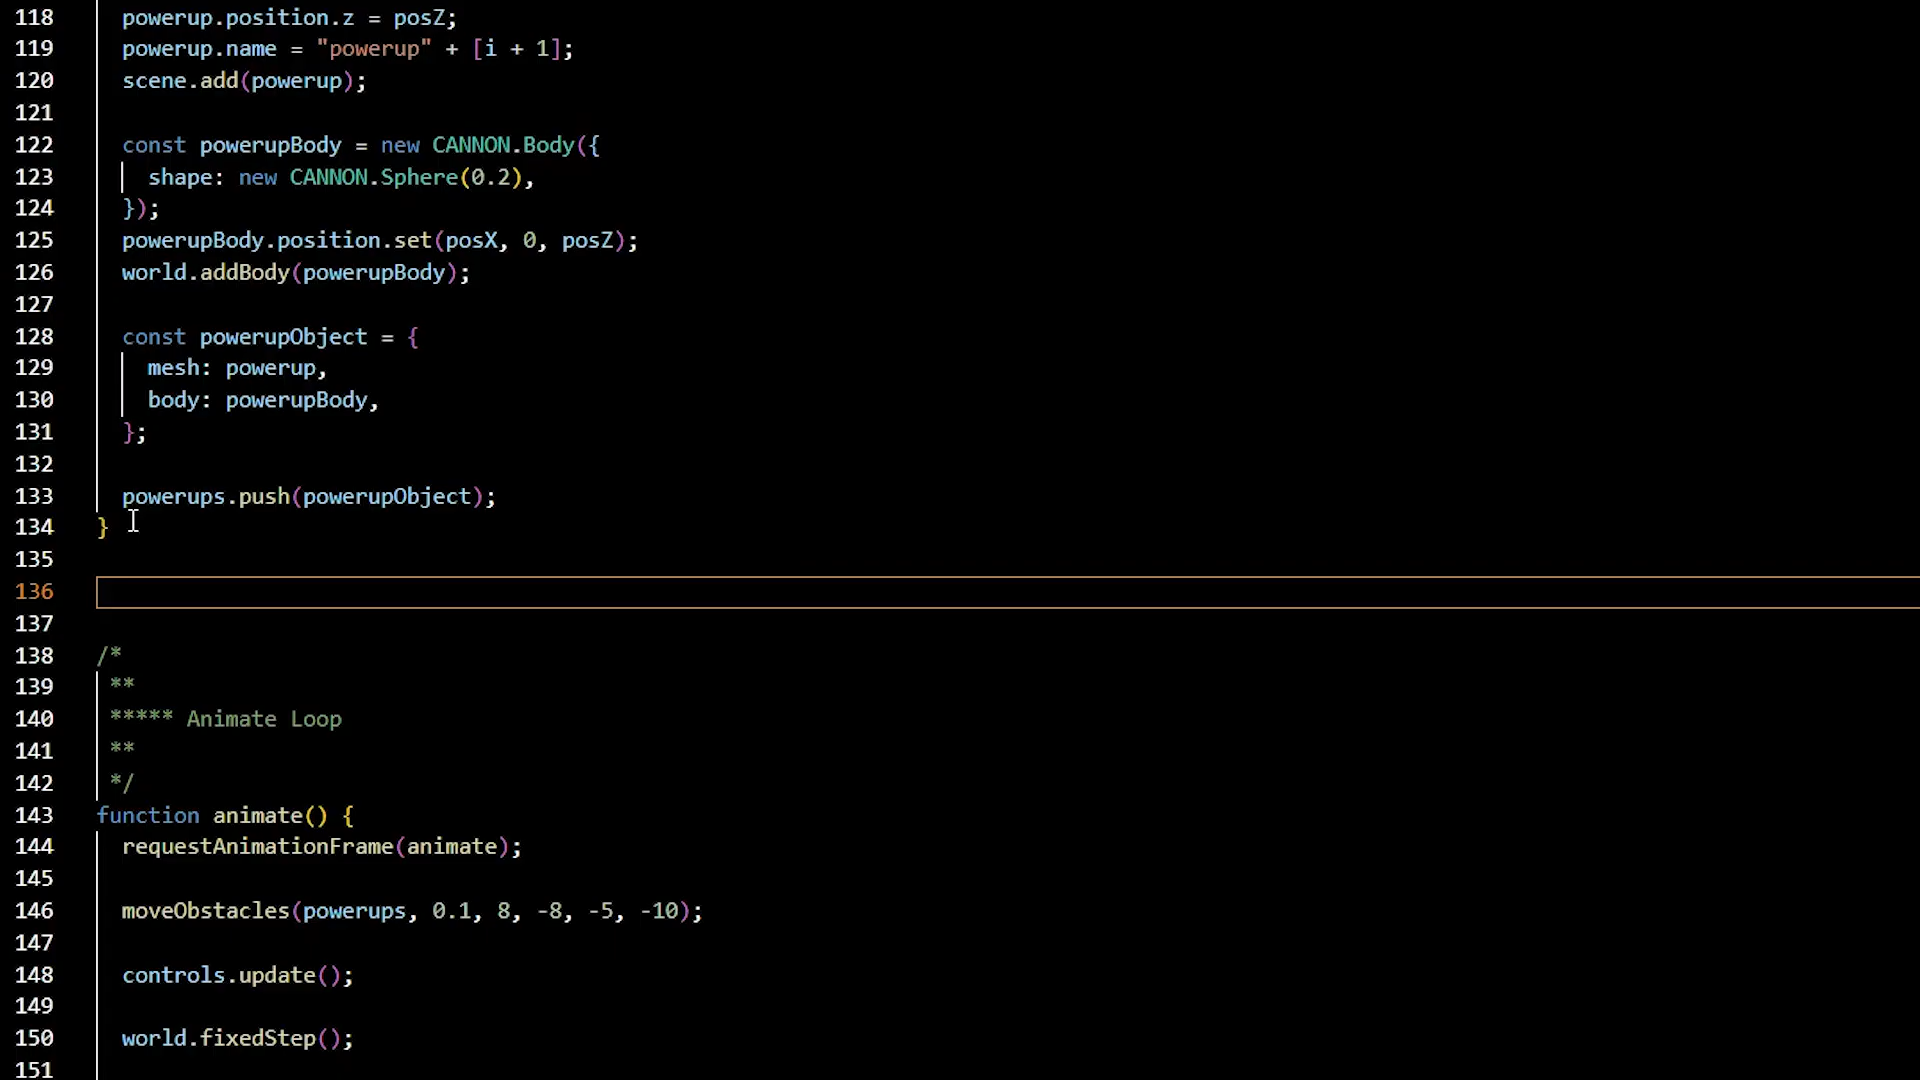 118 powerup.position.z = posZ;
119 powerup.name = "powerup" + [i + 1];
120 scene.add(powerup);
121
122 const powerupBody = new CANNON.Body({
123 shape: new CANNON.Sphere(0.2),
124 });
125 powerupBody.position.set(posX, 0, posZ);
126 world.addBody(powerupBody);
127
128 const powerupObject = {
129 mesh: powerup,
130 body: powerupBody,
131 };
132
133 powerups.push(powerupObject);
134 }
135
136
137
138 /*
139 **
140 ***** Animate Loop
141 **
142 */
143 function animate() {
144 requestAnimationFrame(animate);
145
146 moveObstacles(powerups, 0.1, 8, -8, -5, -10);
147
148 controls.update();
149
150 world.fixedStep();
151